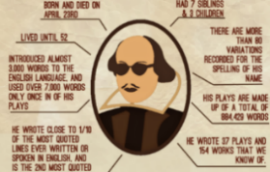 BORN AND DIED ON
APRIL 23RD
HAD 7 SIBLINGS
& 3 CHILDREN
LIVED UNTIL 52
THERE ARE MORE
THAN 80
VARIATIONS
RECORDED FOR THE
SPELLING OF HIS
NAME
INTRODUCED ALMOST
3,000 WORDS TO THE
ENGLISH LANGUAGE, AND
USED OVER 7,000 WORDS
ONLY ONCE IN OF HIS
PLAYS
HIS PLAYS ARE MADE
UP OF A TOTAL OF
884,429 WORDS
HE WROTE CLOSE TO 1/10
OF THE MOST QUOTED
LINES EVER WRITTEN OR
SPOKEN IN ENGLISH, AND
IS THE 2ND MOST QUOTED
HE WROTE 37 PLAYS AND
154 WORKS THAT WE
KNOW OF.